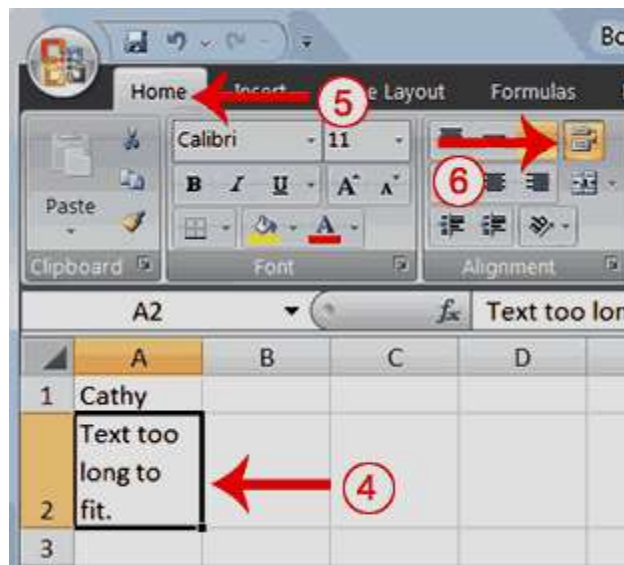 Bo
Home
5
Layout
Formulas
Calibri
11
B I U A A
6
Paste
A
Clipboard
Font
Alignment
A2
fx
Text too lon
A B C D
1
Cathy
Text too
long to
2
fit.
4
3